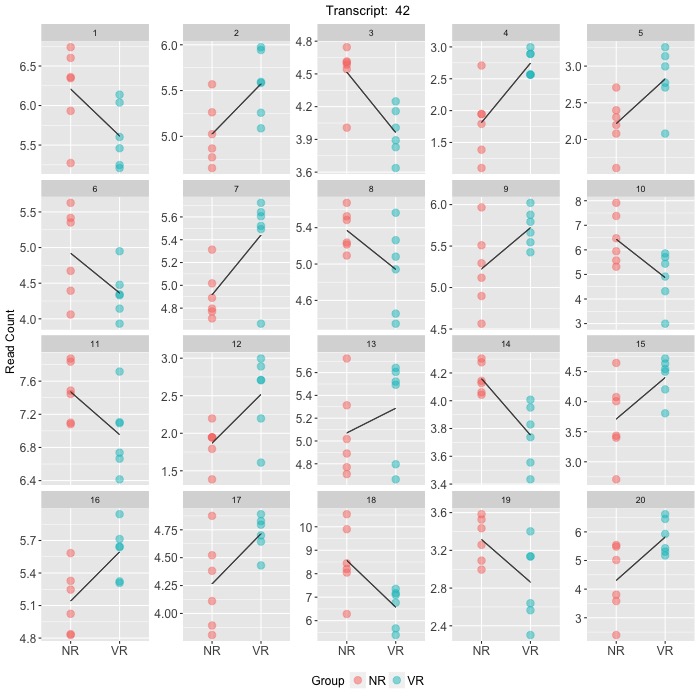 Transcript: 42
1 2 3 4 5
6.5 6.0 5.5
6.0 5.5 5.0
4.8 4.4 4.2 3.9 3.6
3.0 2.5 2.0 1.5
3.0 2.5 2.0
6 7 8 9 10
5.5 5.0 4.5 4.0
5.6 5.4 5.2 5.0 4.8
5.4 5.0 4.6
6.0 5.5 5.0 4.5
8 7 6 5 4 3
Read Count
11 12 13 14 15
7.6 7.2 6.8 6.4
3.0 2.5 2.0 1.5
5.6 5.4 5.2 5.0 4.8
4.2 4.0 3.8 3.6 3.4
4.5 4.0 3.5 3.0
16 17 18 19 20
5.7 5.4 5.1 4.8
4.75 4.50 4.25 4.00
10 9 8 7 6
3.6 3.2 2.8 2.4
6 5 4 3
NR VR NR VR NR VR NR VR NR VR
Group NR VR